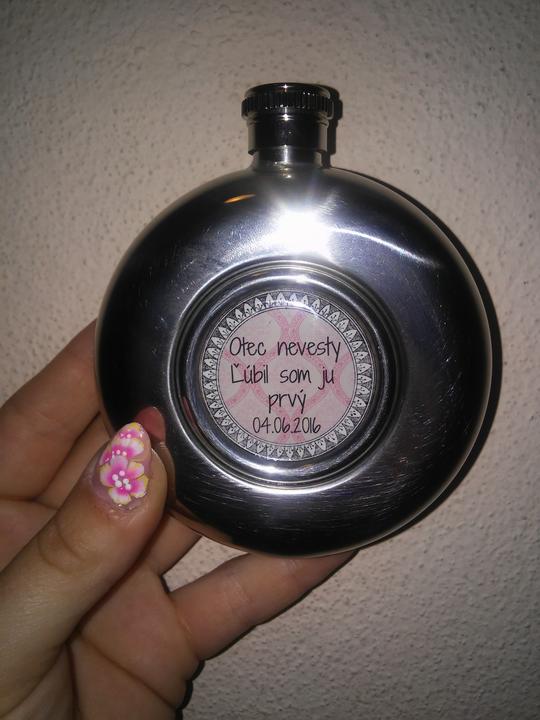 Otec nevesty
Ľúbil som ju
prvý
04.06.2016